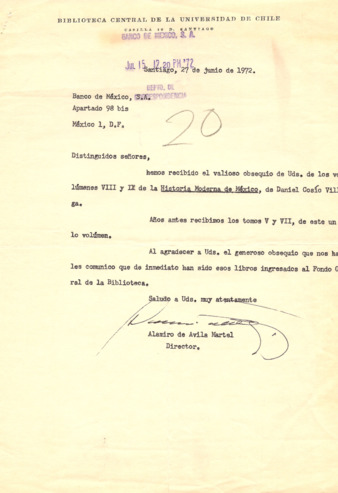 BIBLIOTECA CENTRAL DE LA UNIVERSIDAD DE CHILE
CASILLA 10 D. SANTIAGO
BANCO DE MEXICO, S. A.
JUL 15 12 20 PM '72
Santiago, 27 de junio de 1972.
DEPTO. DE
CORRESPONDENCIA
Banco de México, S.A.
Apartado 98 bis
México 1, D.F.
20
Distinguidos señores,
hemos recibido el valioso obsequio de Uds. de los vo
lúmenes VIII y IX de la Historia Moderna de México, de Daniel Cosío Vill
ga.
Años antes recibimos los tomos V y VII, de este un
lo volúmen.
Al agradecer a Uds. el generoso obsequio que nos ha
les comunico que de inmediato han sido esos libros ingresados al Fondo G
ral de la Biblioteca.
Saludo a Uds. muy atentamente
Alamiro de Avila Martel
Director.